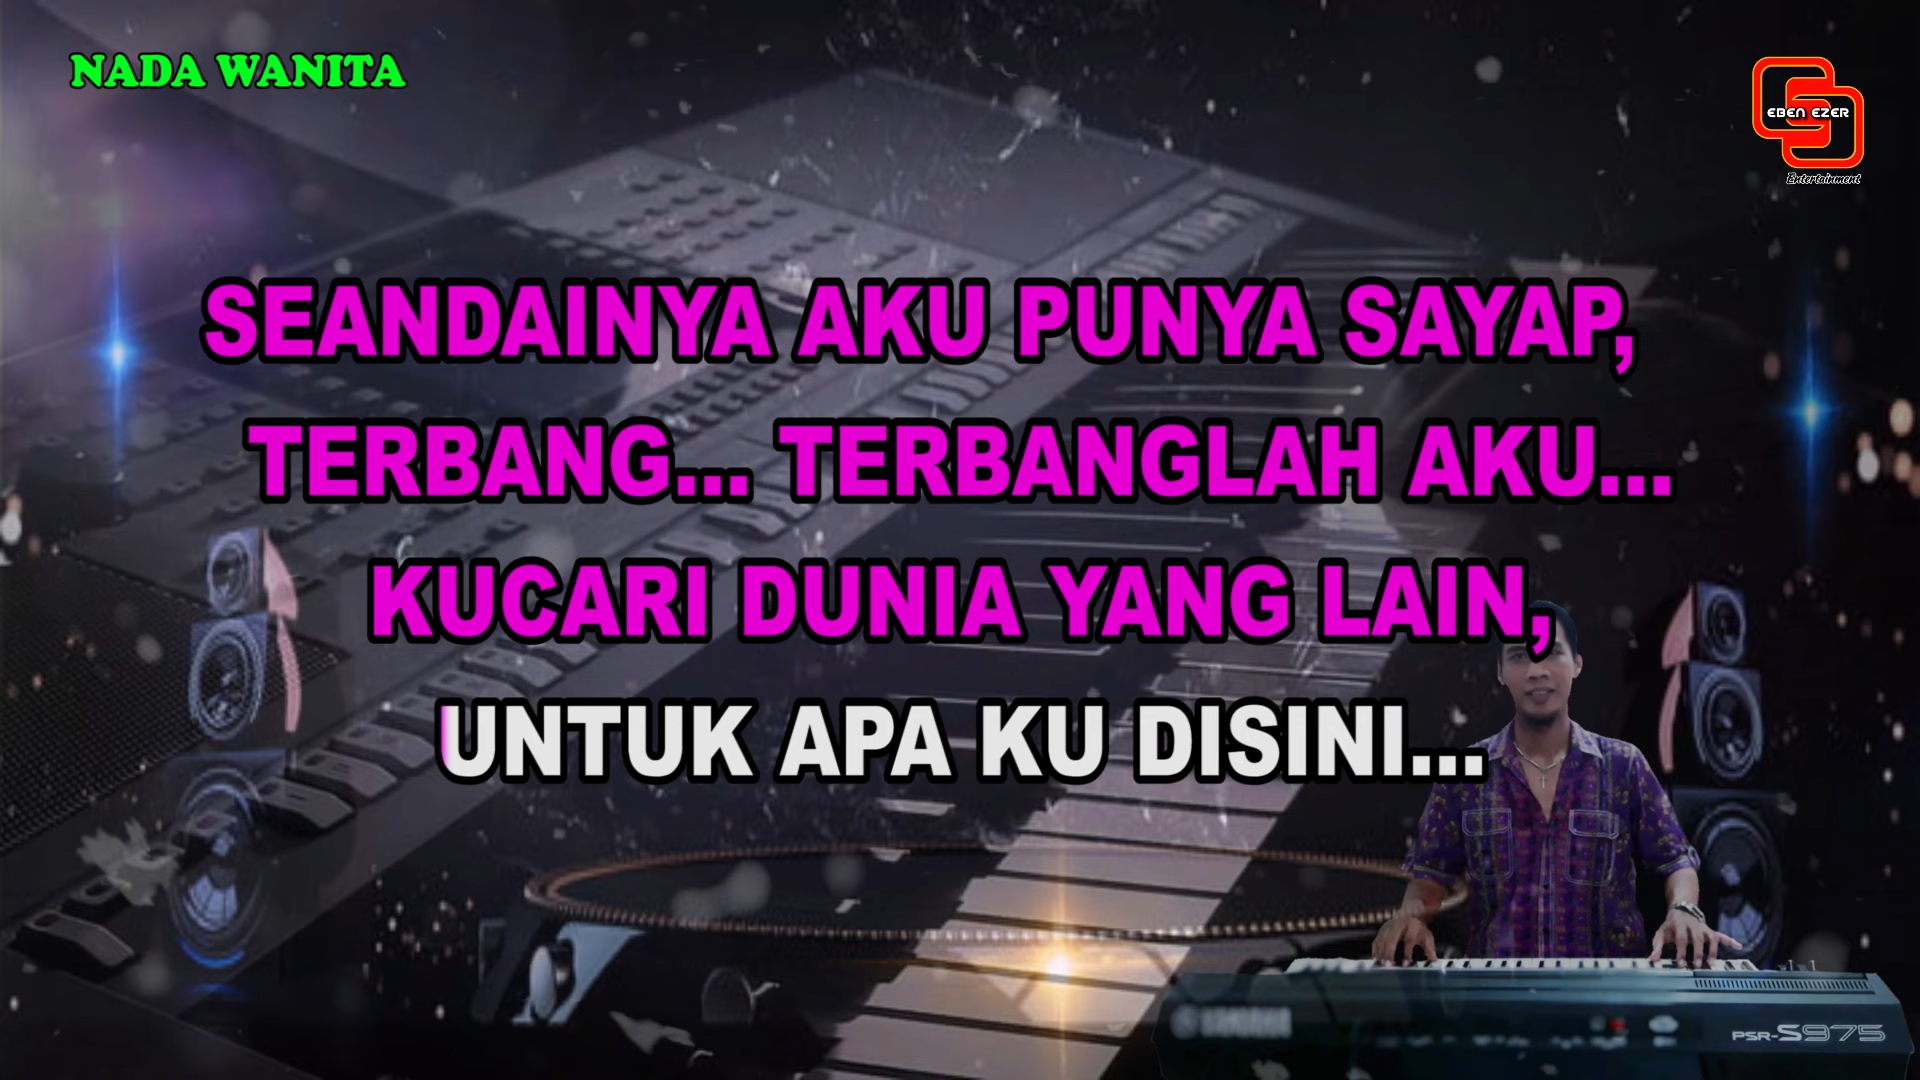 NADA WANITA
EBEN EZER
Entertainment
SEANDAINYA AKU PUNYA SAYAP,
TERBANG... TERBANGLAH AKU...
KUCARI DUNIA YANG LAIN,
UNTUK APA KU DISINI...
PSR-S975